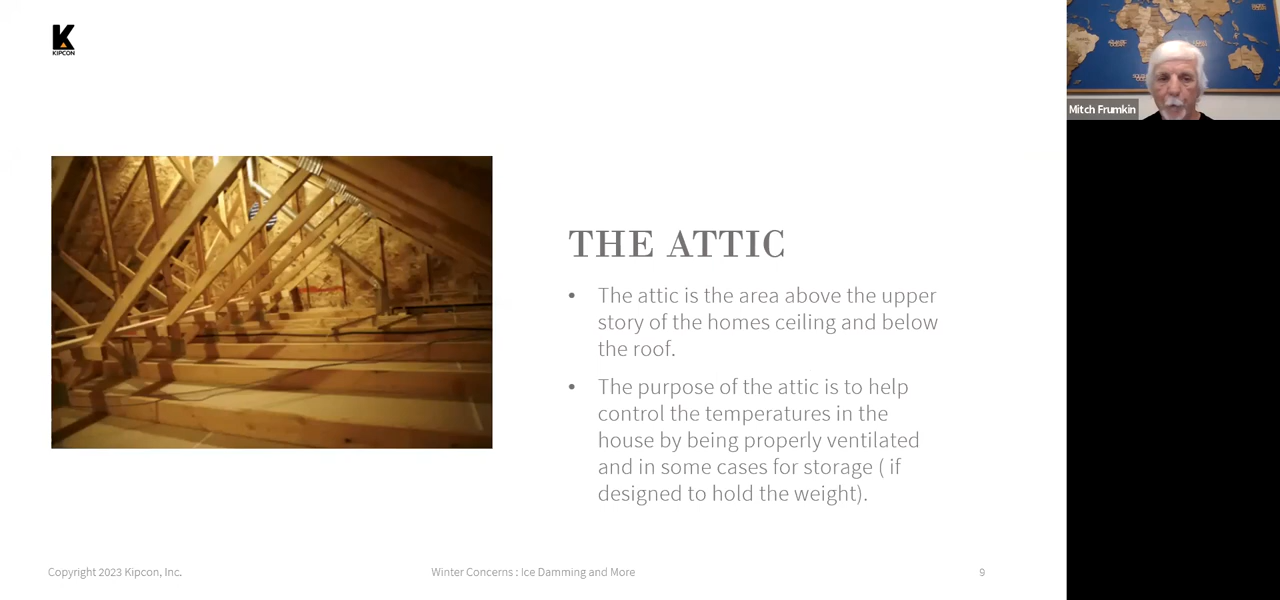 K
KIPCON
Mitch Frumkin
THE ATTIC
• The attic is the area above the upper
story of the homes ceiling and below
the roof.
• The purpose of the attic is to help
control the temperatures in the
house by being properly ventilated
and in some cases for storage ( if
designed to hold the weight).
Copyright 2023 Kipcon, Inc.
Winter Concerns : Ice Damming and More
9